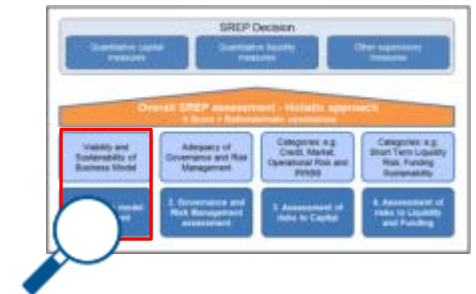 SREP Decision
Quantitative capital
measures
Quantitative liquidity
measures
Other supervisory
measures
Overall SREP assessment - Holistic approach
Viability and
Sustainability of
Business Model
Adequacy of
Governance and Risk
Management
Categories: e.g.
Credit, Market,
Operational Risk and
IRRBB
Categories: e.g.
Short Term Liquidity
Risk, Funding
Sustainability
model
2. Governance and
Risk Management
assessment
3. Assessment of
risks to Capital
4. Assessment of
risks to Liquidity
and Funding